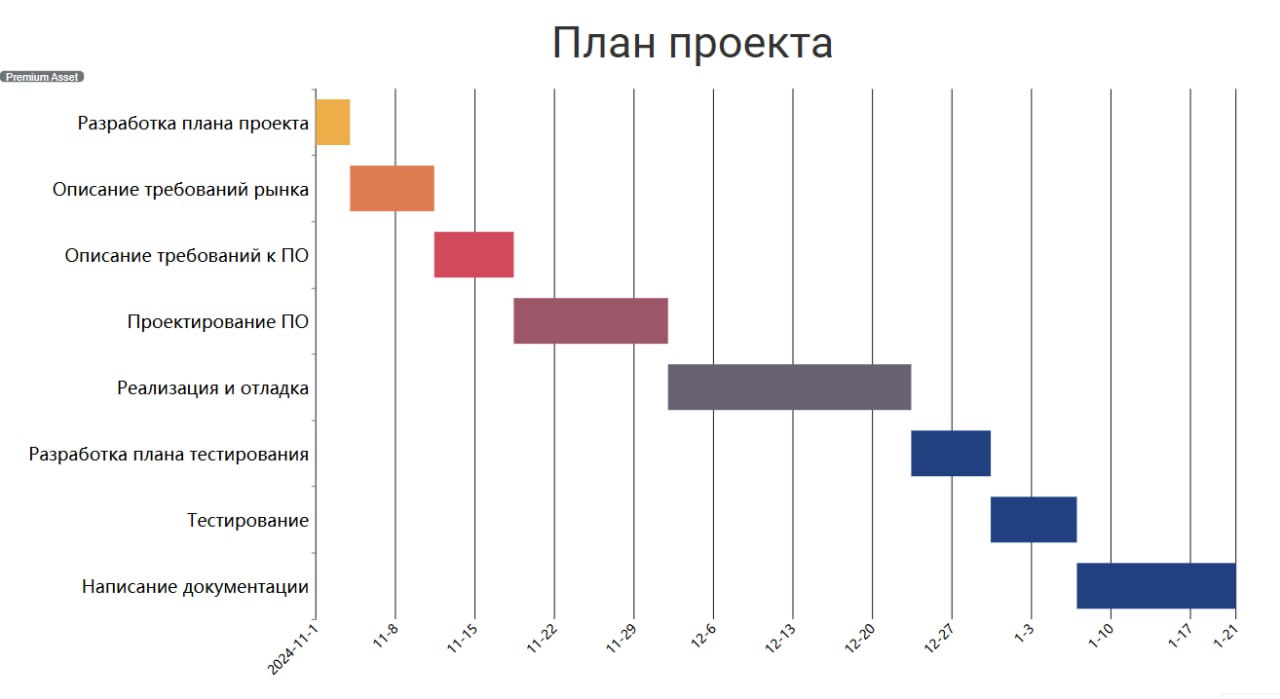 План проекта
Premium Asset
Разработка плана проекта
Описание требований рынка
Описание требований к ПО
Проектирование ПО
Реализация и отладка
Разработка плана тестирования
Тестирование
Написание документации
2024-11-1
11-8
11-15
11-22
11-29
12-6
12-13
12-20
12-27
1-3
1-10
1-17
1-21